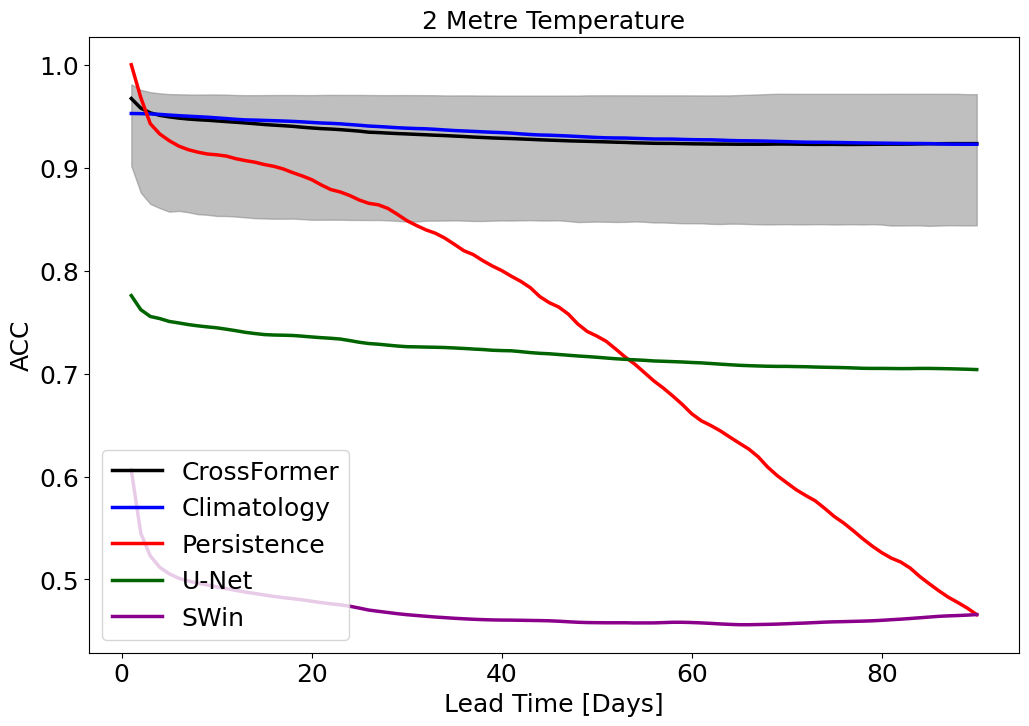 2 Metre Temperature
ACC
1.0
0.9
0.8
0.7
0.6
0.5
CrossFormer
Climatology
Persistence
U-Net
SWin
0 20 40 60 80
Lead Time [Days]